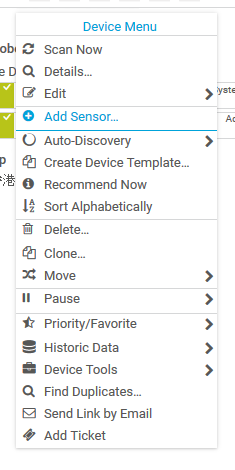 Device Menu
Scan Now
Details...
Edit
Add Sensor...
Auto-Discovery
Create Device Template...
Recommend Now
Sort Alphabetically
Delete...
Clone...
Move
Pause
Priority/Favorite
Historic Data
Device Tools
Find Duplicates...
Send Link by Email
Add Ticket